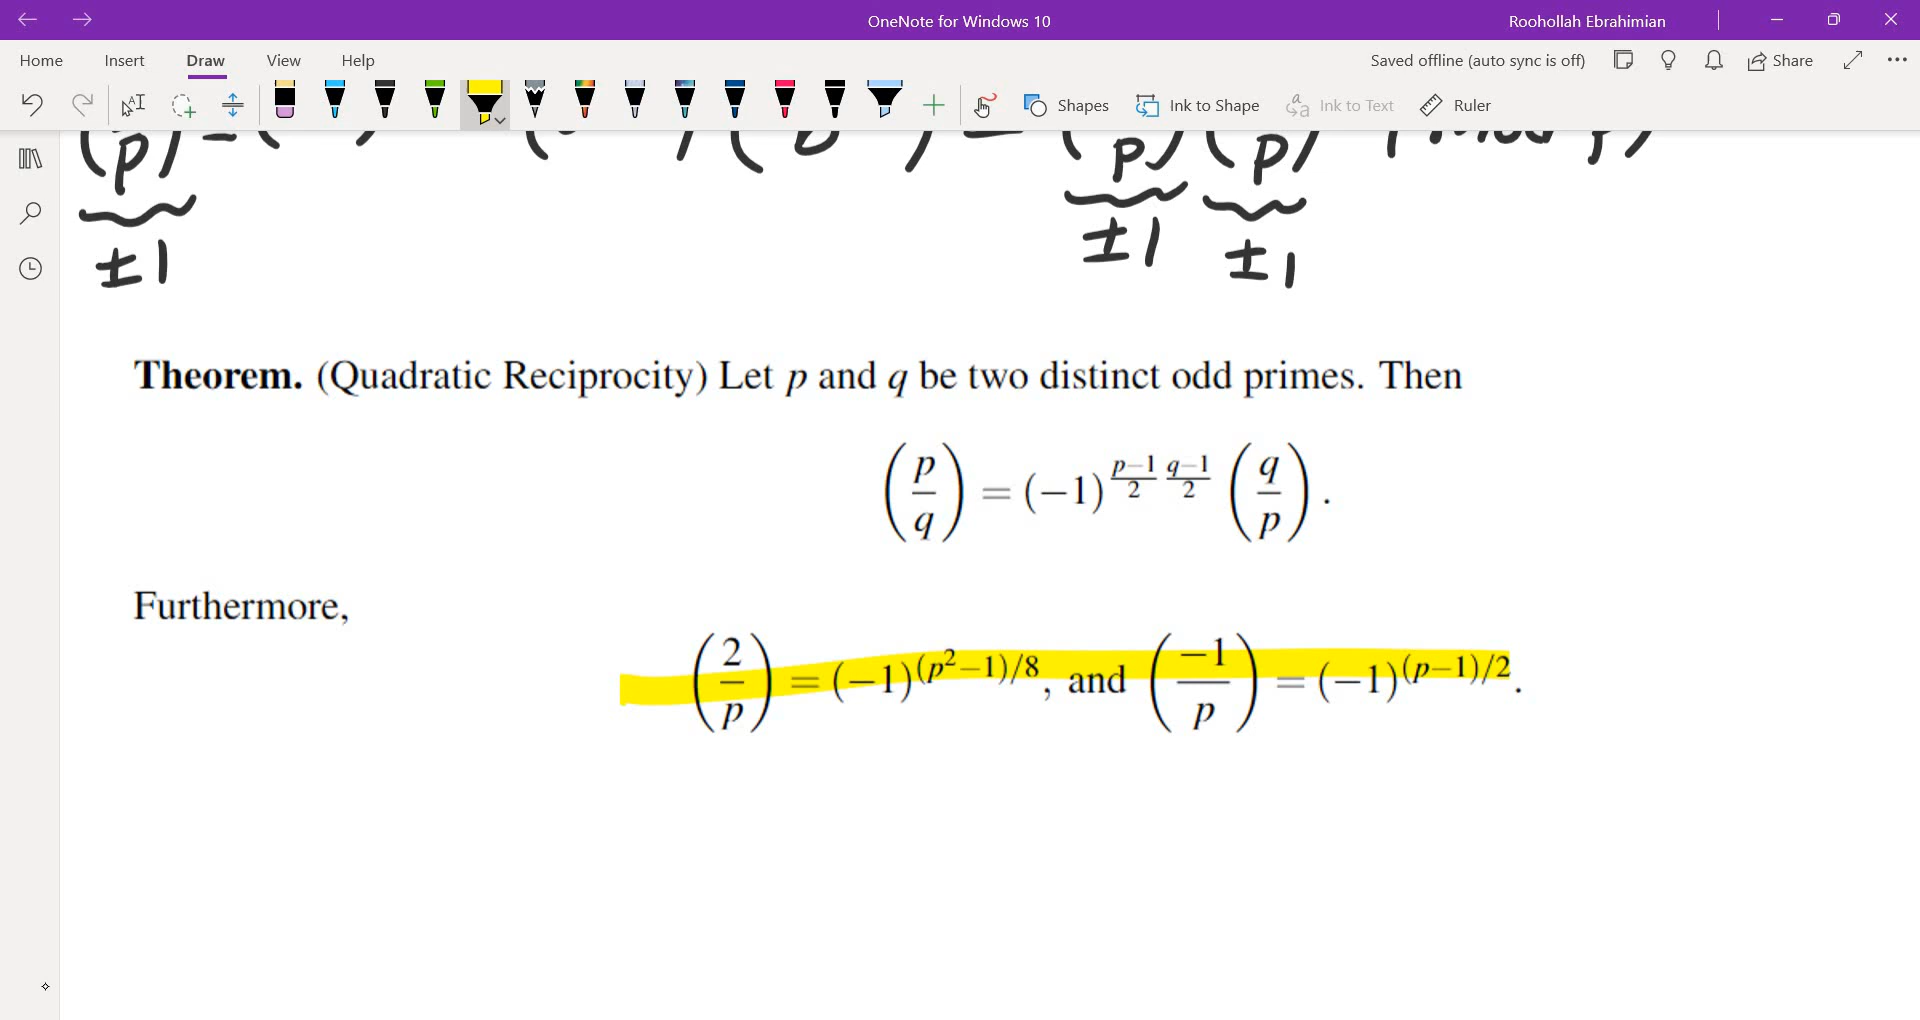 OneNote for Windows 10
Roohollah Ebrahimian
Home Insert Draw View Help
Saved offline (auto sync is off) Share
Shapes Ink to Shape Ink to Text Ruler
±1 ±1 ±1
Theorem. (Quadratic Reciprocity) Let p and q be two distinct odd primes. Then
(p/q) = (−1)^{(p−1)/2 (q−1)/2} (q/p).
Furthermore,
(2/p) = (−1)^{(p²−1)/8}, and (−1/p) = (−1)^{(p−1)/2}.